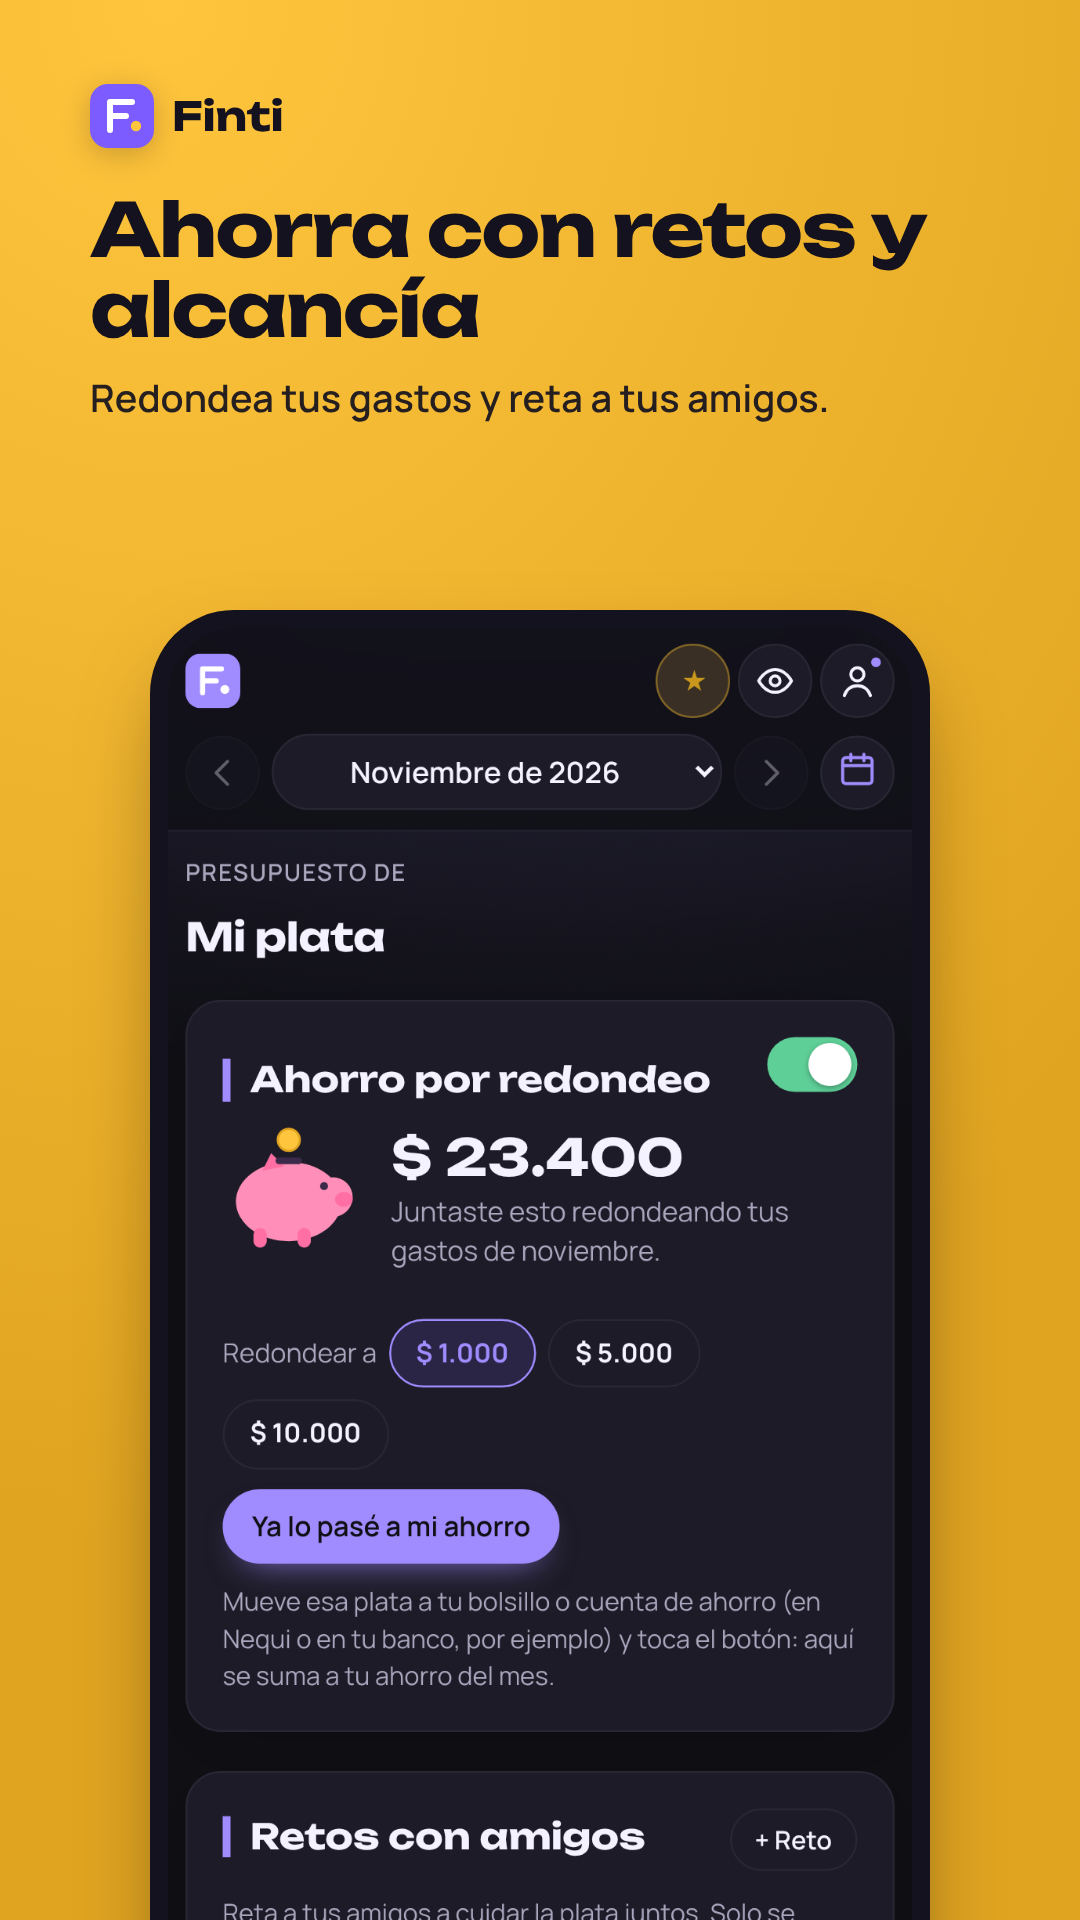 F.
Finti
Ahorra con retos y
alcancía
Redondea tus gastos y reta a tus amigos.
F.
Noviembre de 2026
PRESUPUESTO DE
Mi plata
Ahorro por redondeo
$ 23.400
Juntaste esto redondeando tus
gastos de noviembre.
Redondear a $ 1.000 $ 5.000
$ 10.000
Ya lo pasé a mi ahorro
Mueve esa plata a tu bolsillo o cuenta de ahorro (en
Nequi o en tu banco, por ejemplo) y toca el botón: aquí
se suma a tu ahorro del mes.
Retos con amigos + Reto
Reta a tus amigos a cuidar la plata juntos. Solo se